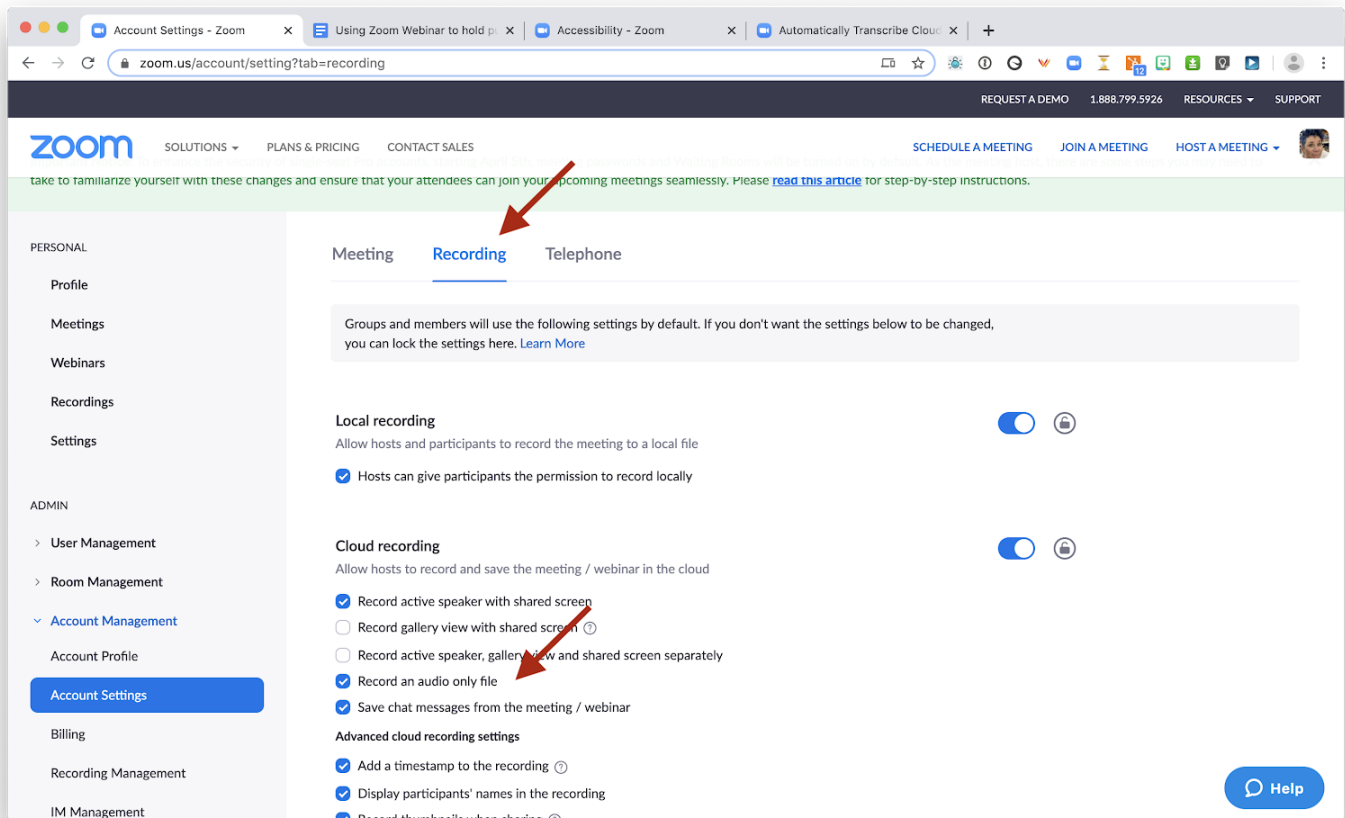 Account Settings - Zoom
Using Zoom Webinar to hold pu
Accessibility - Zoom
Automatically Transcribe Cloud
zoom.us/account/setting?tab=recording
12
REQUEST A DEMO 1.888.799.5926 RESOURCES SUPPORT
zoom SOLUTIONS PLANS & PRICING CONTACT SALES SCHEDULE A MEETING JOIN A MEETING HOST A MEETING
take to familiarize yourself with these changes and ensure that your attendees can join your upcoming meetings seamlessly. Please read this article for step-by-step instructions.
PERSONAL
Profile
Meetings
Webinars
Recordings
Settings
ADMIN
User Management
Room Management
Account Management
Account Profile
Account Settings
Billing
Recording Management
IM Management
Meeting Recording Telephone
Groups and members will use the following settings by default. If you don't want the settings below to be changed,
you can lock the settings here. Learn More
Local recording
Allow hosts and participants to record the meeting to a local file
Hosts can give participants the permission to record locally
Cloud recording
Allow hosts to record and save the meeting / webinar in the cloud
Record active speaker with shared screen
Record gallery view with shared screen
Record active speaker, gallery view and shared screen separately
Record an audio only file
Save chat messages from the meeting / webinar
Advanced cloud recording settings
Add a timestamp to the recording
Display participants' names in the recording
Record thumbnails when sharing
Help